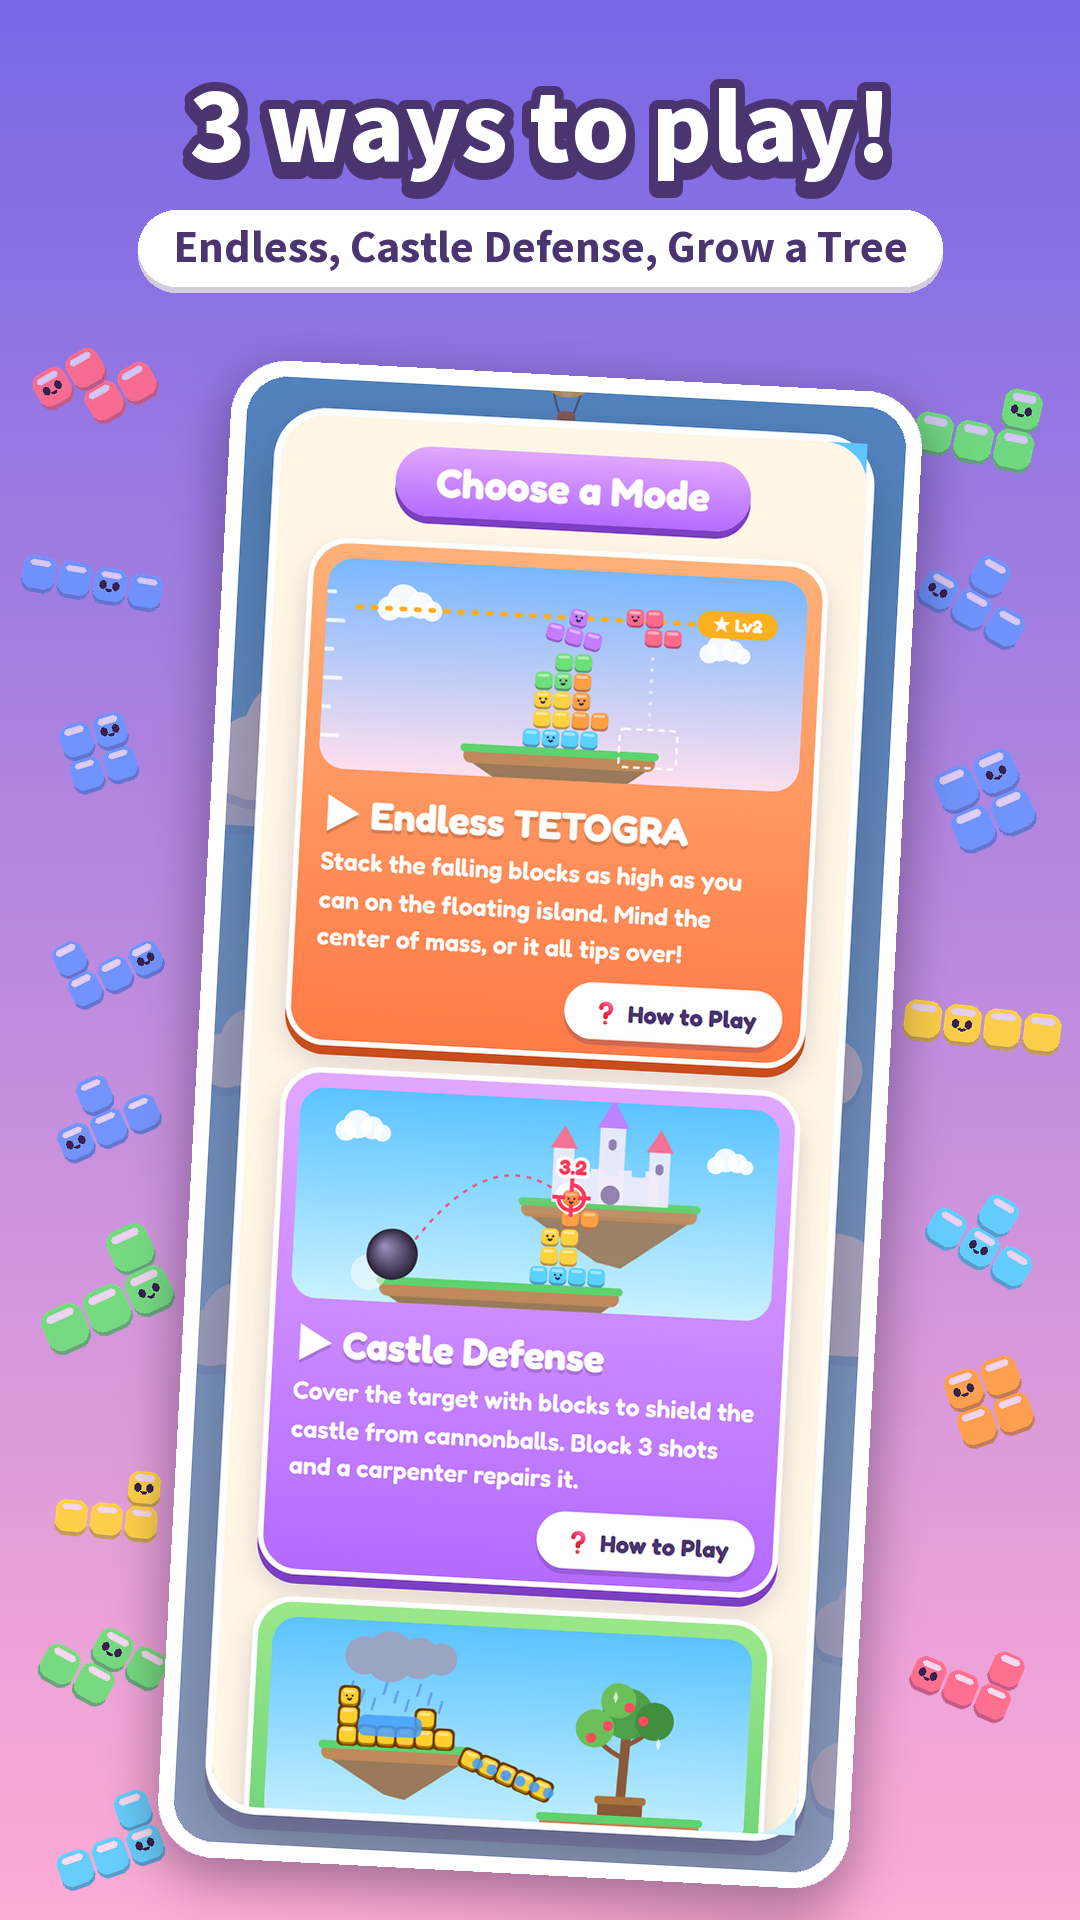 3 ways to play!
Endless, Castle Defense, Grow a Tree
Choose a Mode
★ Lv2
Endless TETOGRA
Stack the falling blocks as high as you
can on the floating island. Mind the
center of mass, or it all tips over!
? How to Play
3.2
Castle Defense
Cover the target with blocks to shield the
castle from cannonballs. Block 3 shots
and a carpenter repairs it.
? How to Play